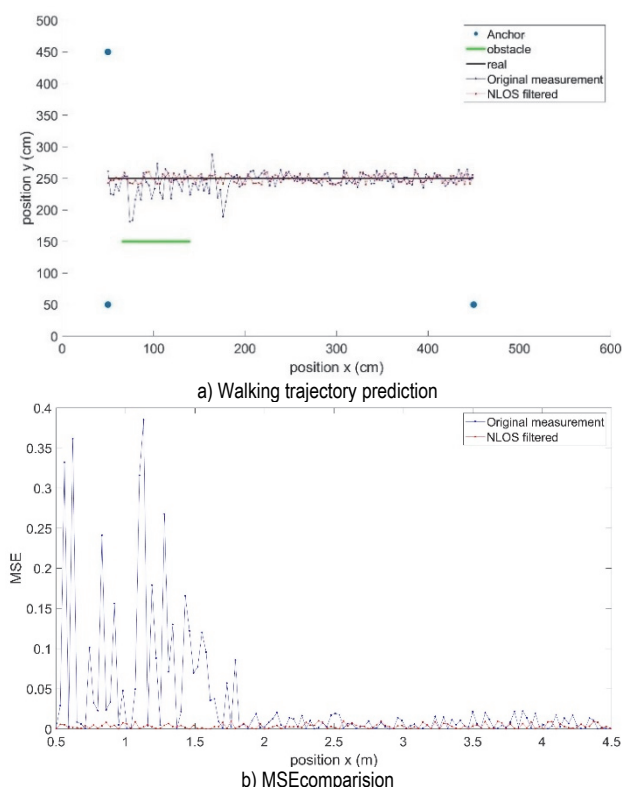 500
450
400
350
300
250
200
150
100
50
0
position y (cm)
Anchor
obstacle
real
Original measurement
NLOS filtered
0 100 200 300 400 500 600
position x (cm)
a) Walking trajectory prediction
0.4
0.35
0.3
0.25
0.2
0.15
0.1
0.05
0
MSE
Original measurement
NLOS filtered
0.5 1 1.5 2 2.5 3 3.5 4 4.5
position x (m)
b) MSEcomparision